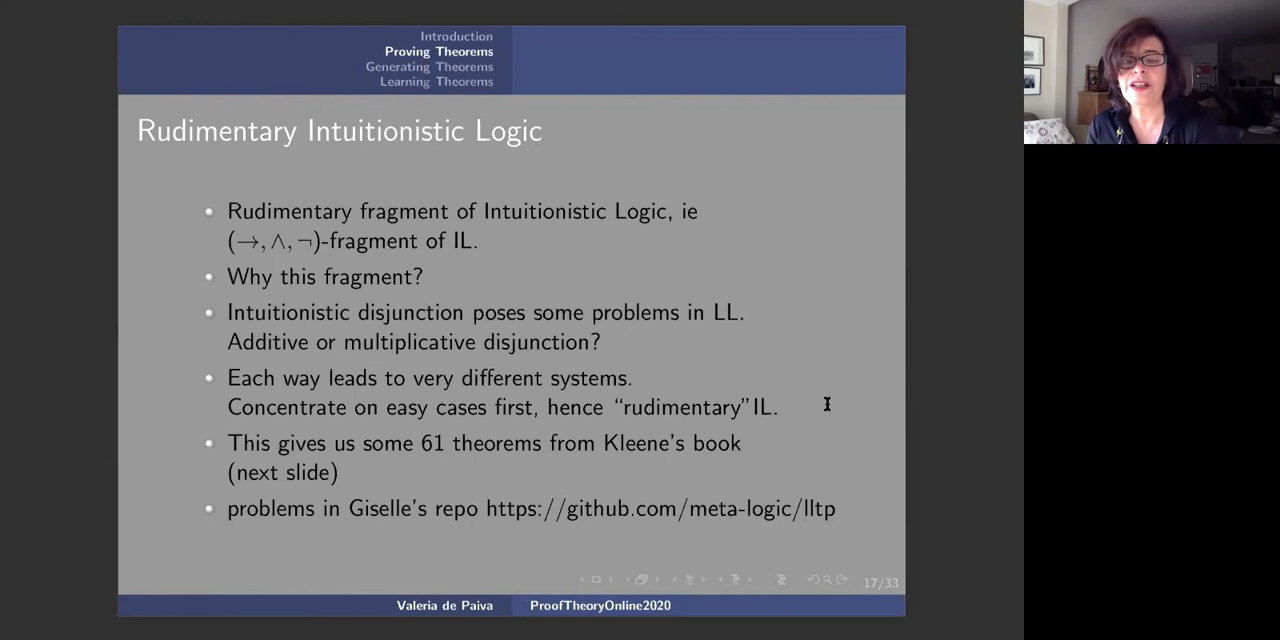 Introduction
Proving Theorems
Generating Theorems
Learning Theorems
Rudimentary Intuitionistic Logic
Rudimentary fragment of Intuitionistic Logic, ie
(→, ∧, ¬)-fragment of IL.
Why this fragment?
Intuitionistic disjunction poses some problems in LL.
Additive or multiplicative disjunction?
Each way leads to very different systems.
Concentrate on easy cases first, hence “rudimentary”IL.
This gives us some 61 theorems from Kleene's book
(next slide)
problems in Giselle's repo https://github.com/meta-logic/lltp
17/33
Valeria de Paiva
ProofTheoryOnline2020